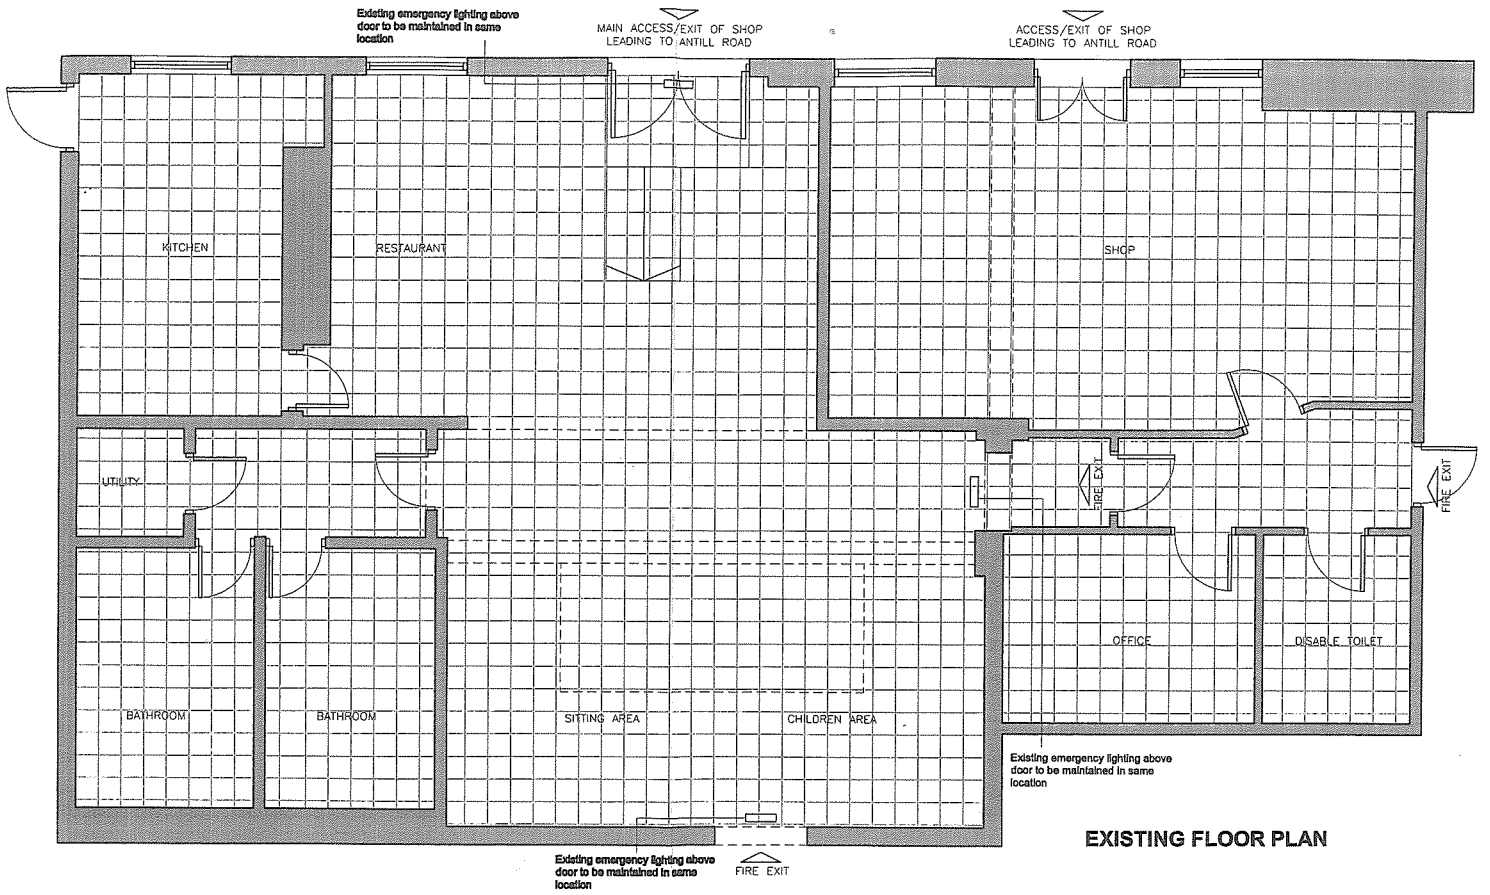 Existing emergency lighting above
door to be maintained in same
location
MAIN ACCESS/EXIT OF SHOP
LEADING TO ANTILL ROAD
ACCESS/EXIT OF SHOP
LEADING TO ANTILL ROAD
KITCHEN
RESTAURANT
SHOP
UTILITY
FIRE EXIT
FIRE EXIT
OFFICE
DISABLE TOILET
BATHROOM
BATHROOM
SITTING AREA
CHILDREN AREA
Existing emergency lighting above
door to be maintained in same
location
EXISTING FLOOR PLAN
Existing emergency lighting above
door to be maintained in same
location
FIRE EXIT